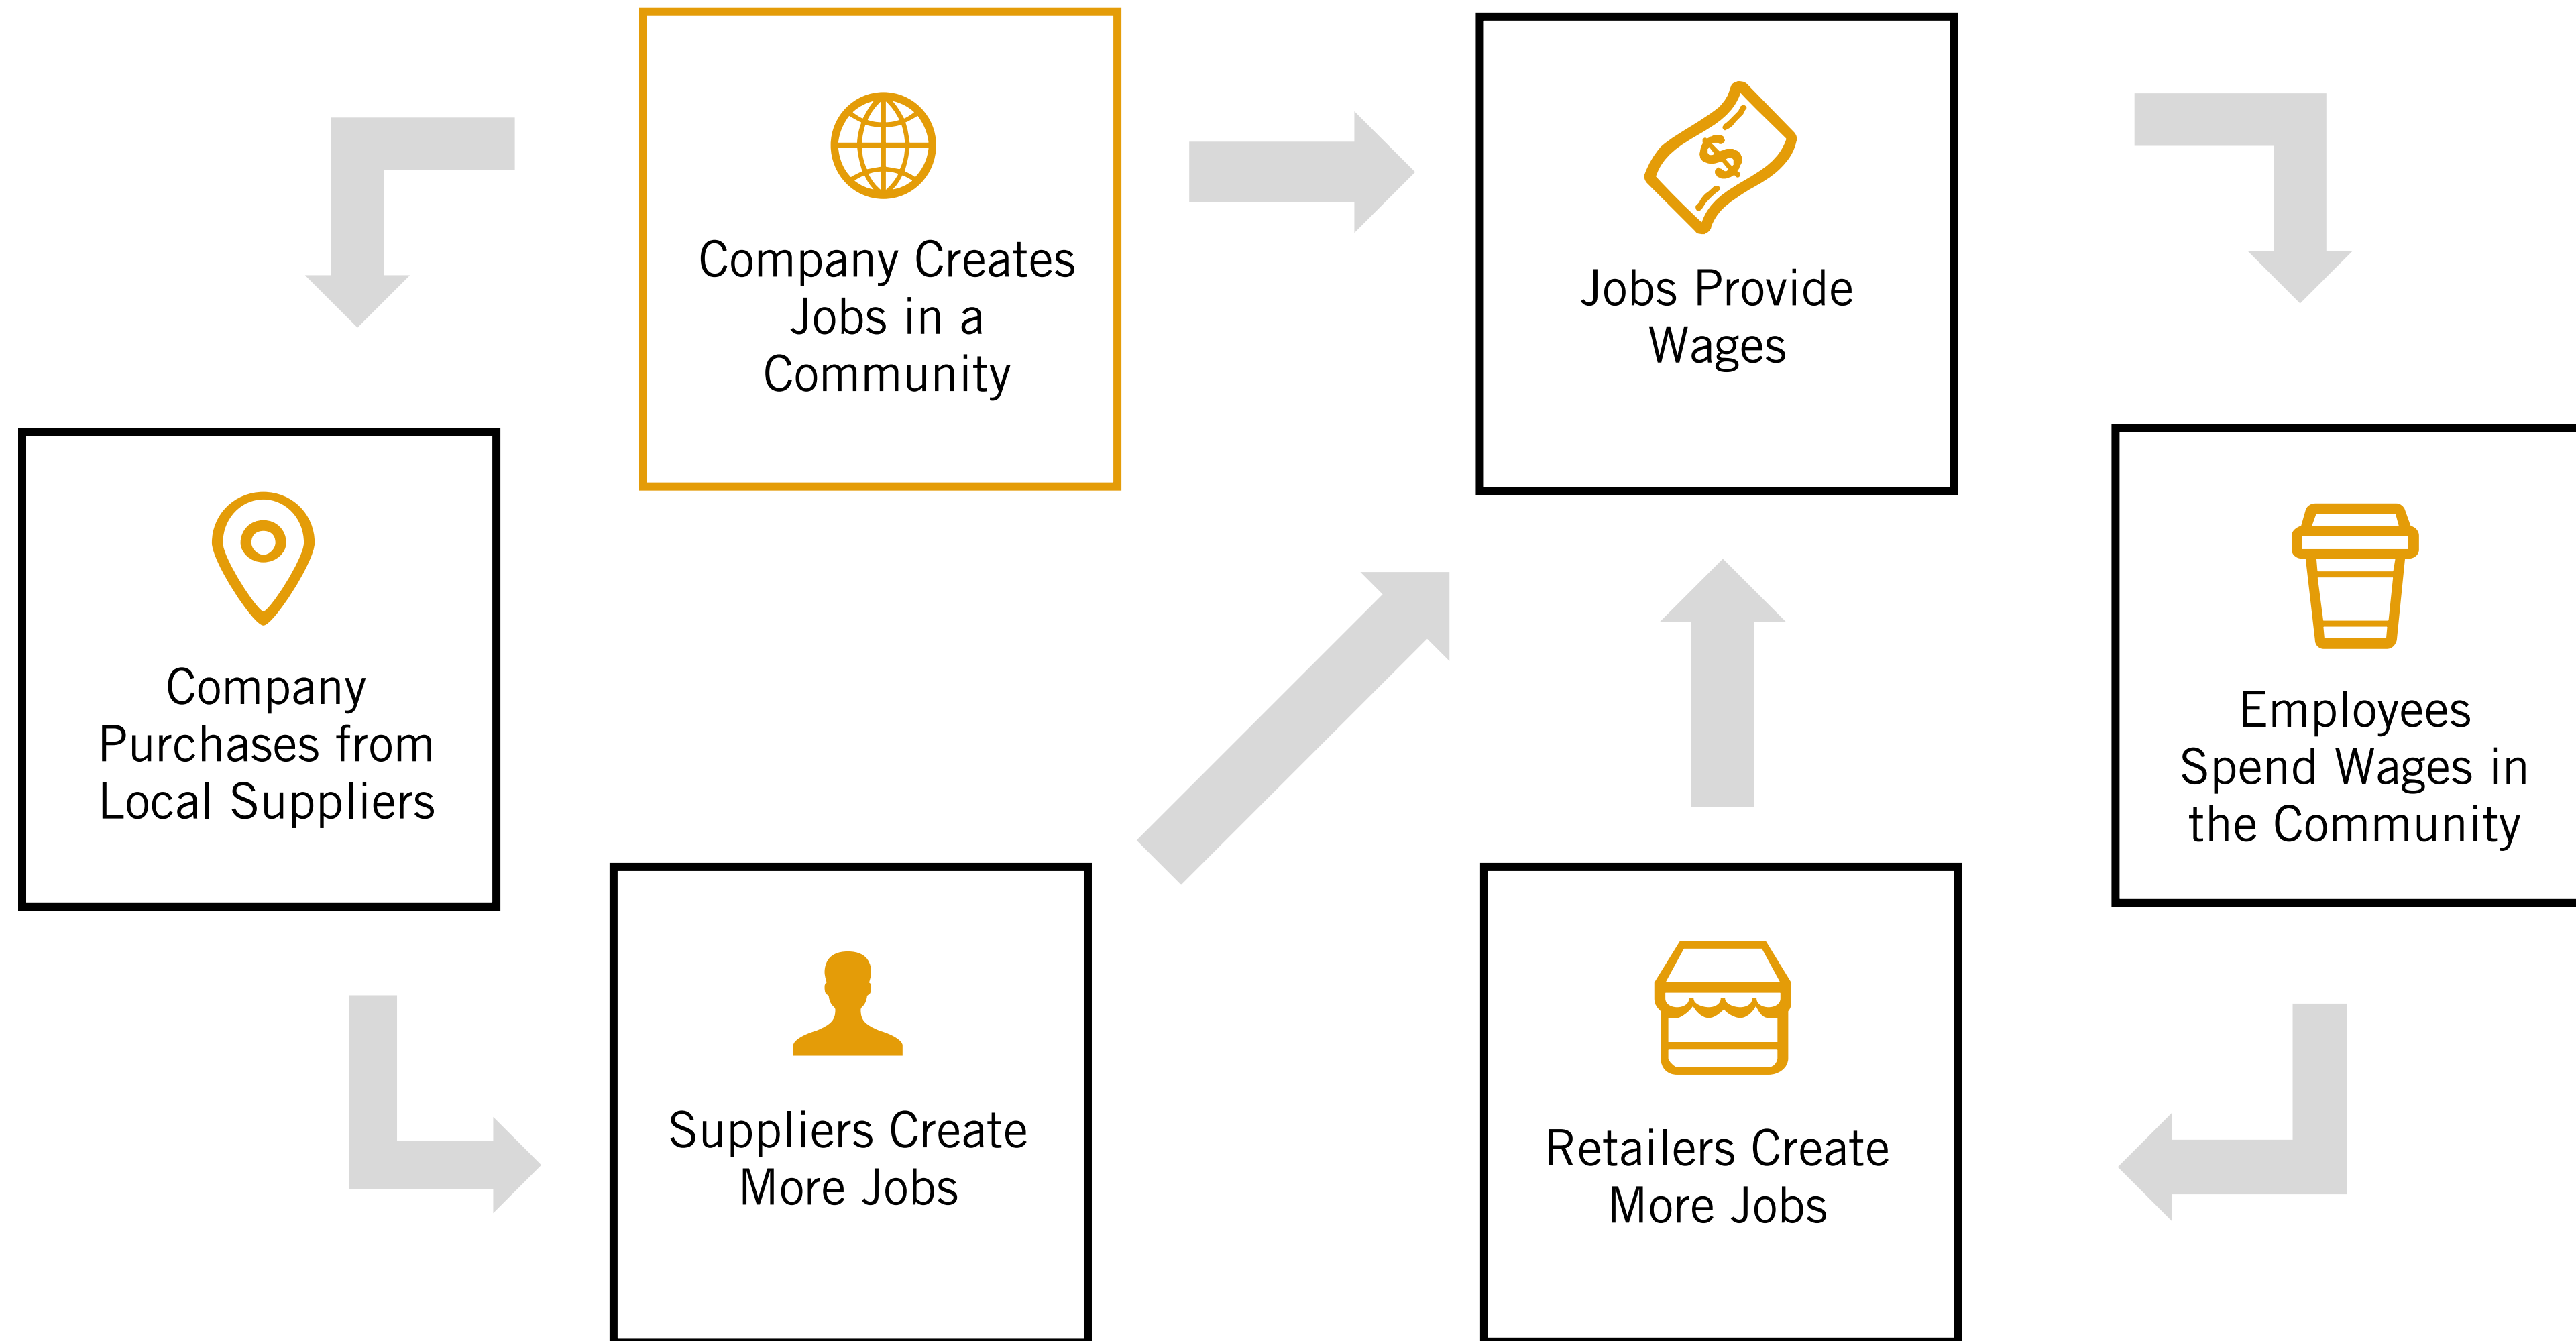 Company Creates
Jobs in a
Community
Jobs Provide
Wages
Company
Purchases from
Local Suppliers
Employees
Spend Wages in
the Community
Suppliers Create
More Jobs
Retailers Create
More Jobs
$